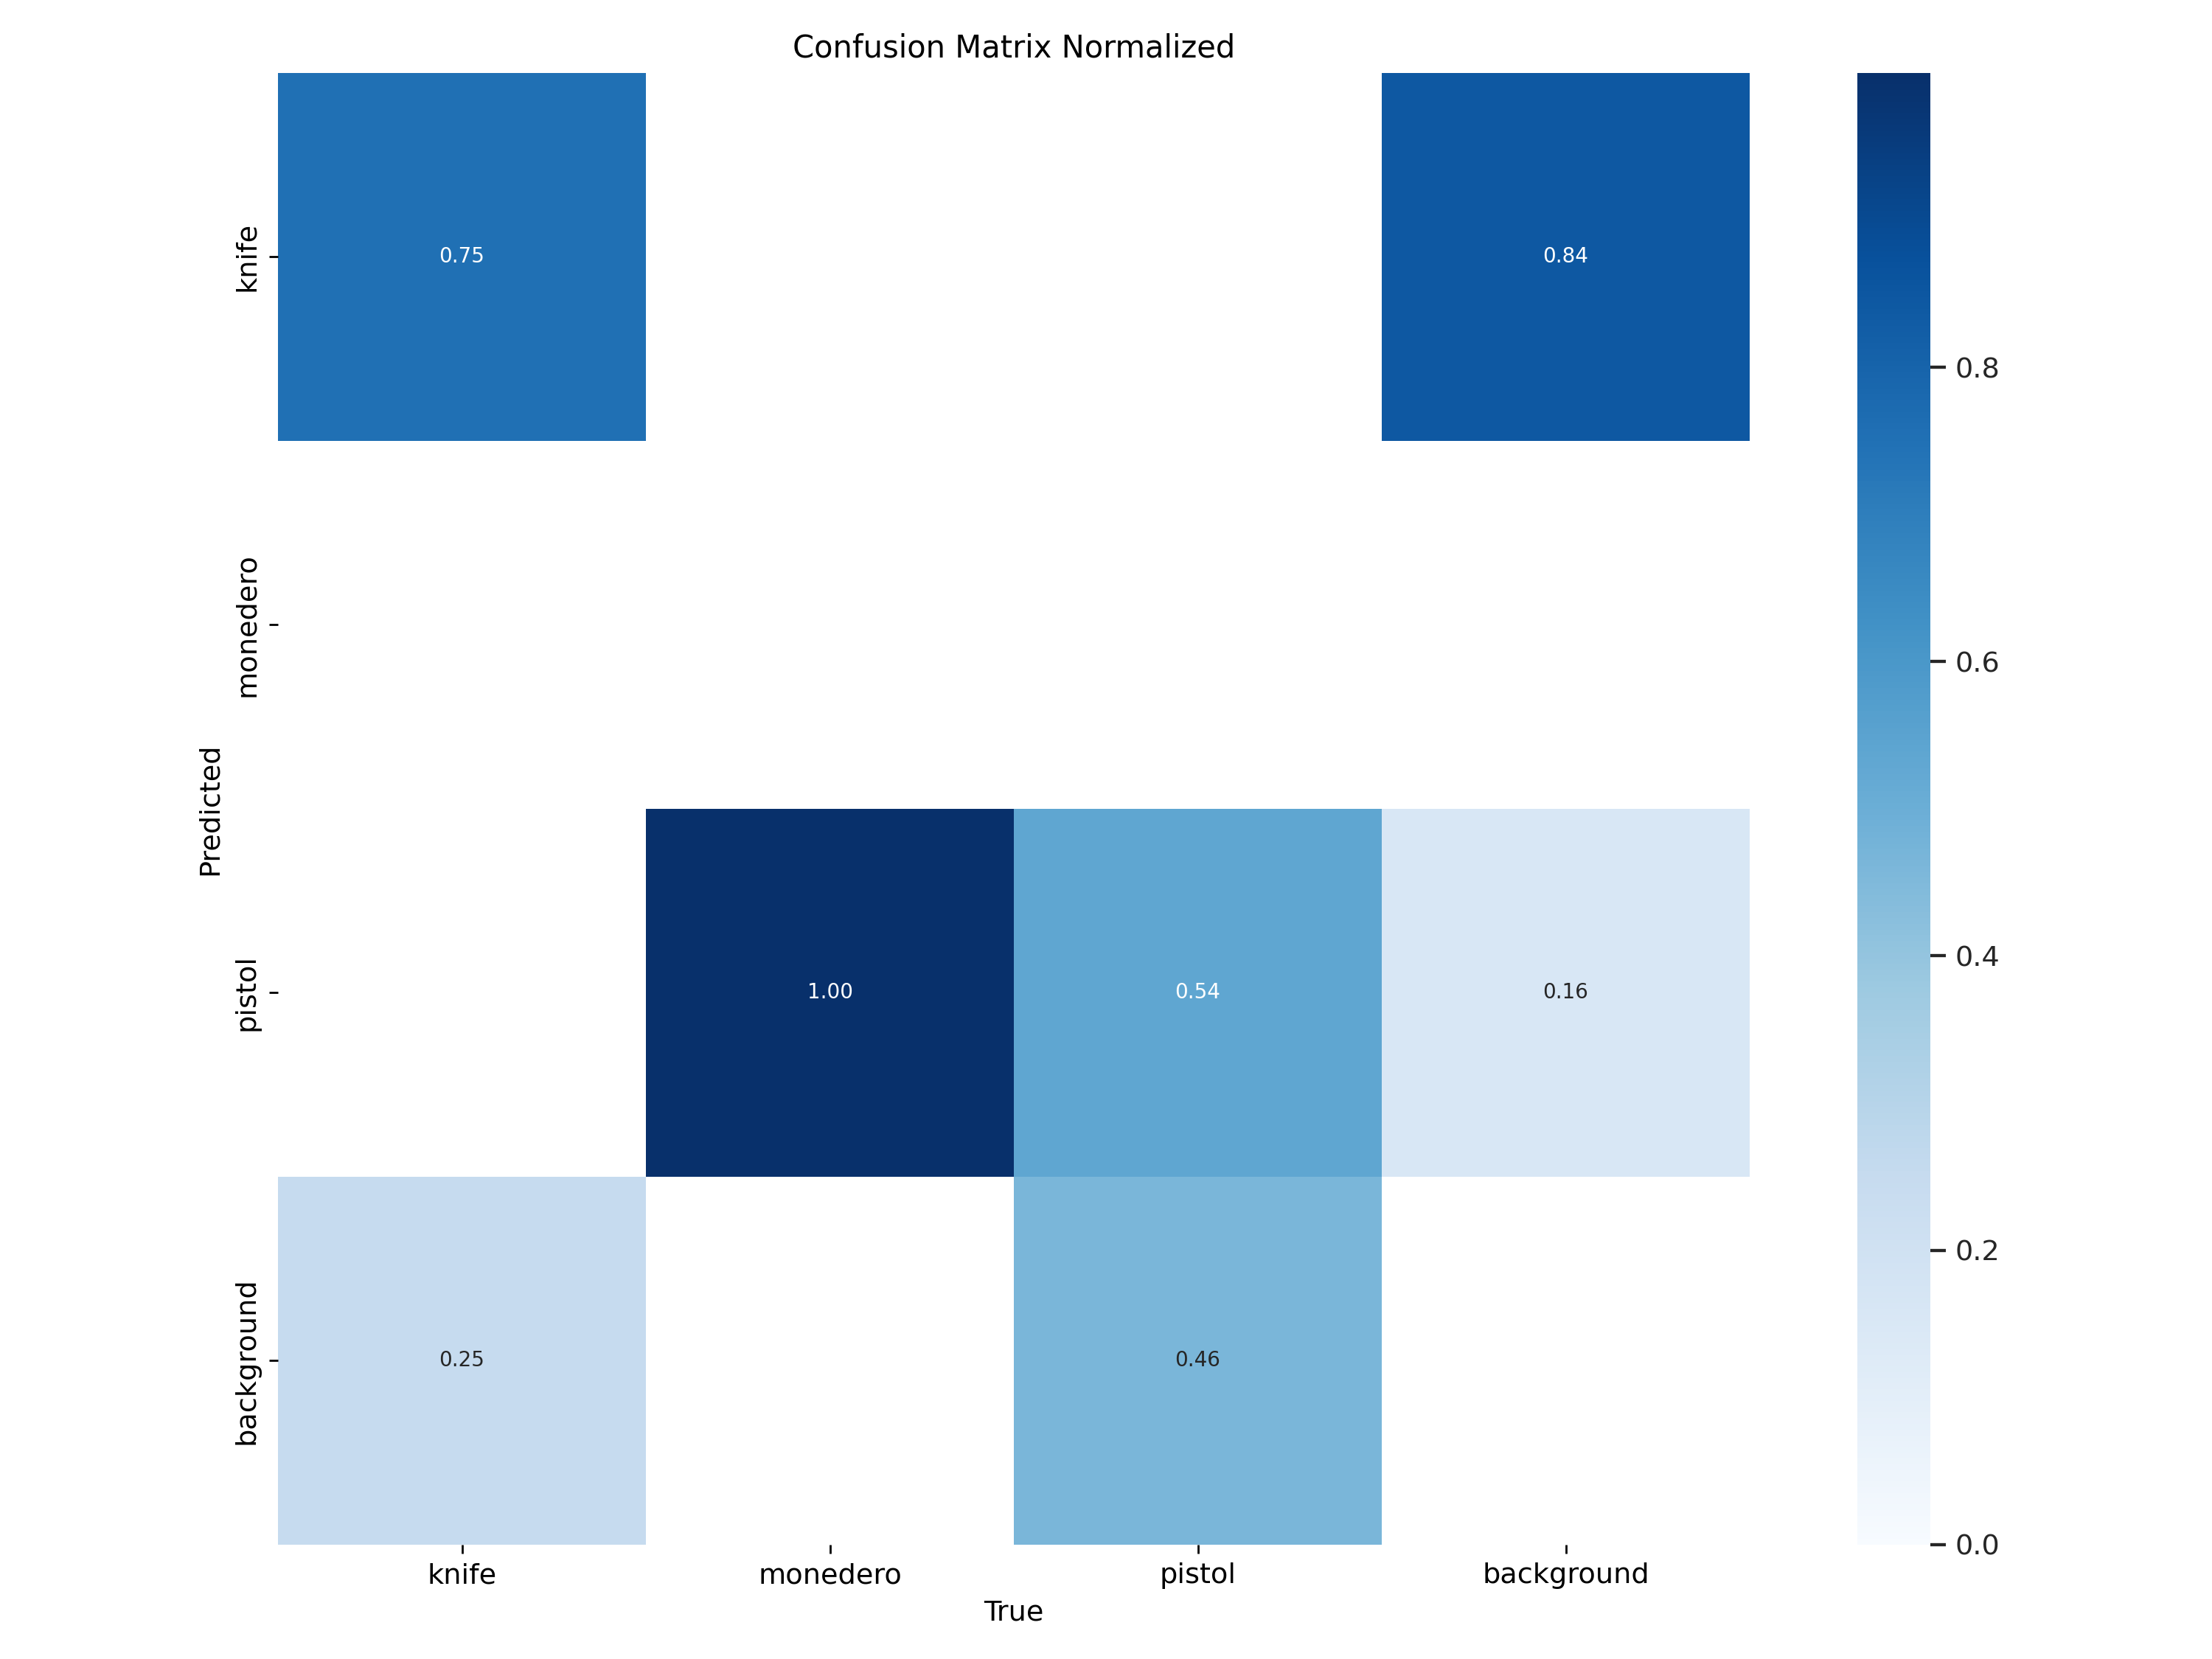 Confusion Matrix Normalized
knife
monedero
pistol
background
Predicted
0.75
0.84
1.00
0.54
0.16
0.25
0.46
knife
monedero
pistol
background
True
0.8
0.6
0.4
0.2
0.0